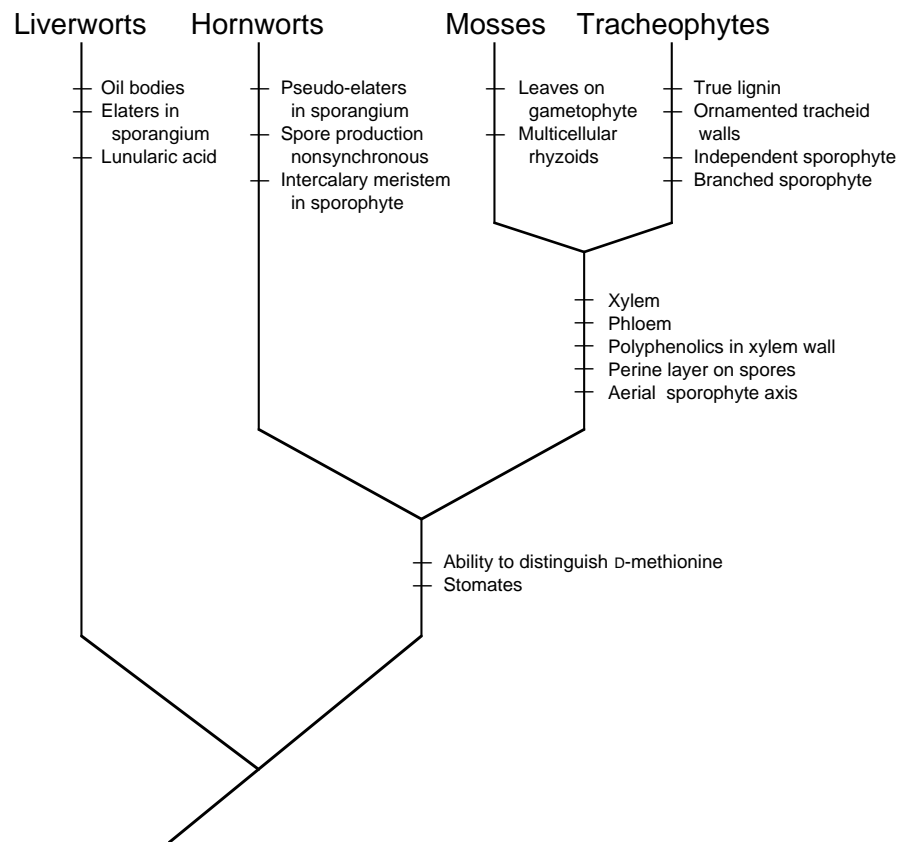 Liverworts
Hornworts
Mosses
Tracheophytes
Oil bodies
Elaters in
sporangium
Lunularic acid
Pseudo-elaters
in sporangium
Spore production
nonsynchronous
Intercalary meristem
in sporophyte
Leaves on
gametophyte
Multicellular
rhyzoids
True lignin
Ornamented tracheid
walls
Independent sporophyte
Branched sporophyte
Xylem
Phloem
Polyphenolics in xylem wall
Perine layer on spores
Aerial sporophyte axis
Ability to distinguish D-methionine
Stomates